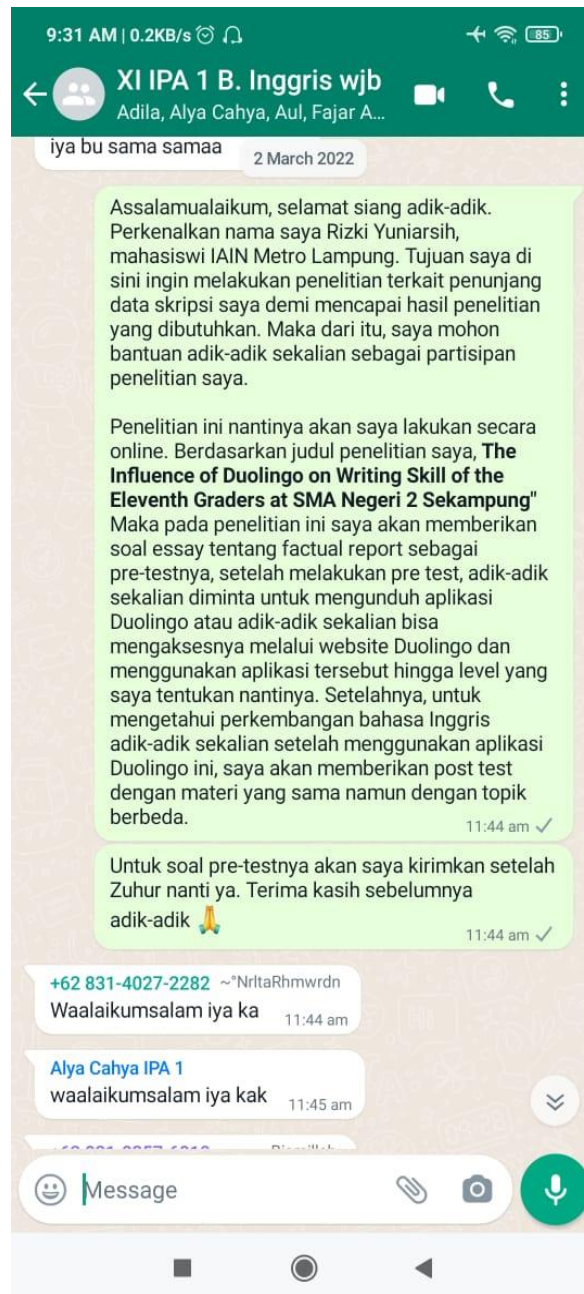 9:31 AM | 0.2KB/s
85
XI IPA 1 B. Inggris wjb
Adila, Alya Cahya, Aul, Fajar A...
iya bu sama samaa
2 March 2022
Assalamualaikum, selamat siang adik-adik.
Perkenalkan nama saya Rizki Yuniarsih,
mahasiswi IAIN Metro Lampung. Tujuan saya di
sini ingin melakukan penelitian terkait penunjang
data skripsi saya demi mencapai hasil penelitian
yang dibutuhkan. Maka dari itu, saya mohon
bantuan adik-adik sekalian sebagai partisipan
penelitian saya.
Penelitian ini nantinya akan saya lakukan secara
online. Berdasarkan judul penelitian saya, The
Influence of Duolingo on Writing Skill of the
Eleventh Graders at SMA Negeri 2 Sekampung"
Maka pada penelitian ini saya akan memberikan
soal essay tentang factual report sebagai
pre-testnya, setelah melakukan pre test, adik-adik
sekalian diminta untuk mengunduh aplikasi
Duolingo atau adik-adik sekalian bisa
mengaksesnya melalui website Duolingo dan
menggunakan aplikasi tersebut hingga level yang
saya tentukan nantinya. Setelahnya, untuk
mengetahui perkembangan bahasa Inggris
adik-adik sekalian setelah menggunakan aplikasi
Duolingo ini, saya akan memberikan post test
dengan materi yang sama namun dengan topik
berbeda.
11:44 am
Untuk soal pre-testnya akan saya kirimkan setelah
Zuhur nanti ya. Terima kasih sebelumnya
adik-adik 🙏
11:44 am
+62 831-4027-2282 ~°NrltaRhmwrdn
Waalaikumsalam iya ka
11:44 am
Alya Cahya IPA 1
waalaikumsalam iya kak
11:45 am
Message